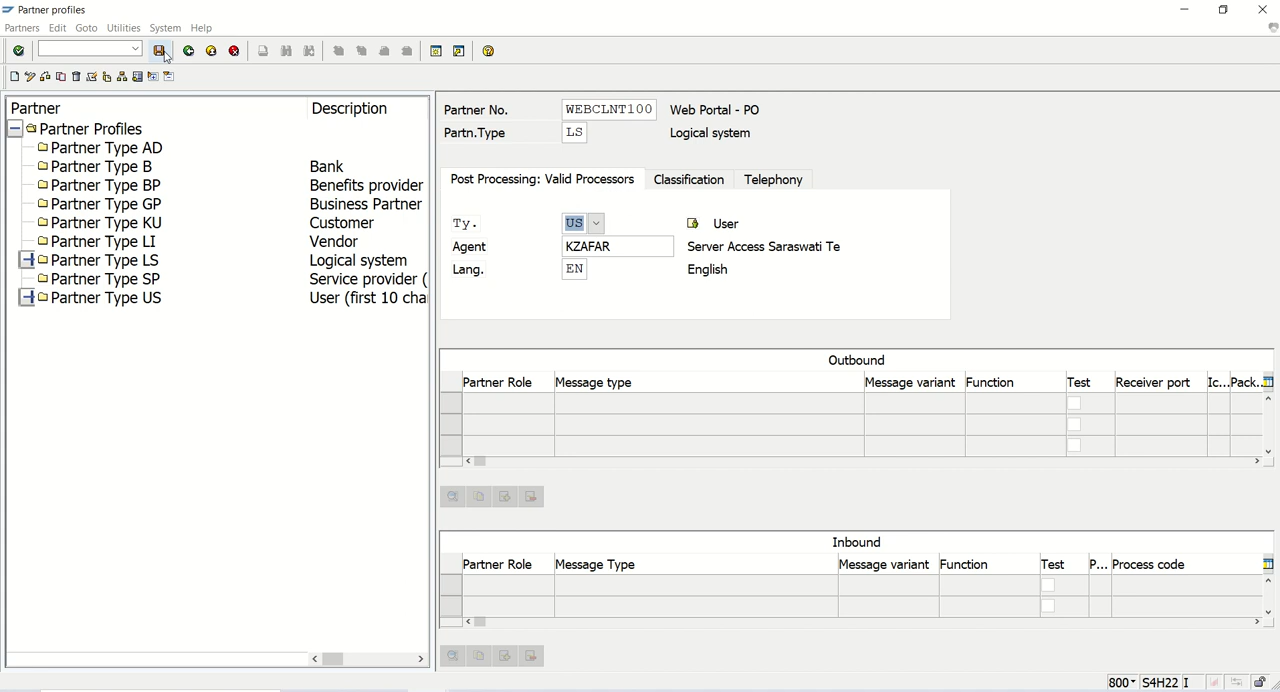 Partner profiles
Partners Edit Goto Utilities System Help
Partner Description
Partner Profiles
Partner Type AD
Partner Type B Bank
Partner Type BP Benefits provider
Partner Type GP Business Partner
Partner Type KU Customer
Partner Type LI Vendor
Partner Type LS Logical system
Partner Type SP Service provider (
Partner Type US User (first 10 cha
Partner No. WEBCLNT100 Web Portal - PO
Partn.Type LS Logical system
Post Processing: Valid Processors Classification Telephony
Ty. US User
Agent KZAFAR Server Access Saraswati Te
Lang. EN English
Outbound
Partner Role Message type Message variant Function Test Receiver port Ic... Pack..
Inbound
Partner Role Message Type Message variant Function Test P... Process code
800 S4H22 I